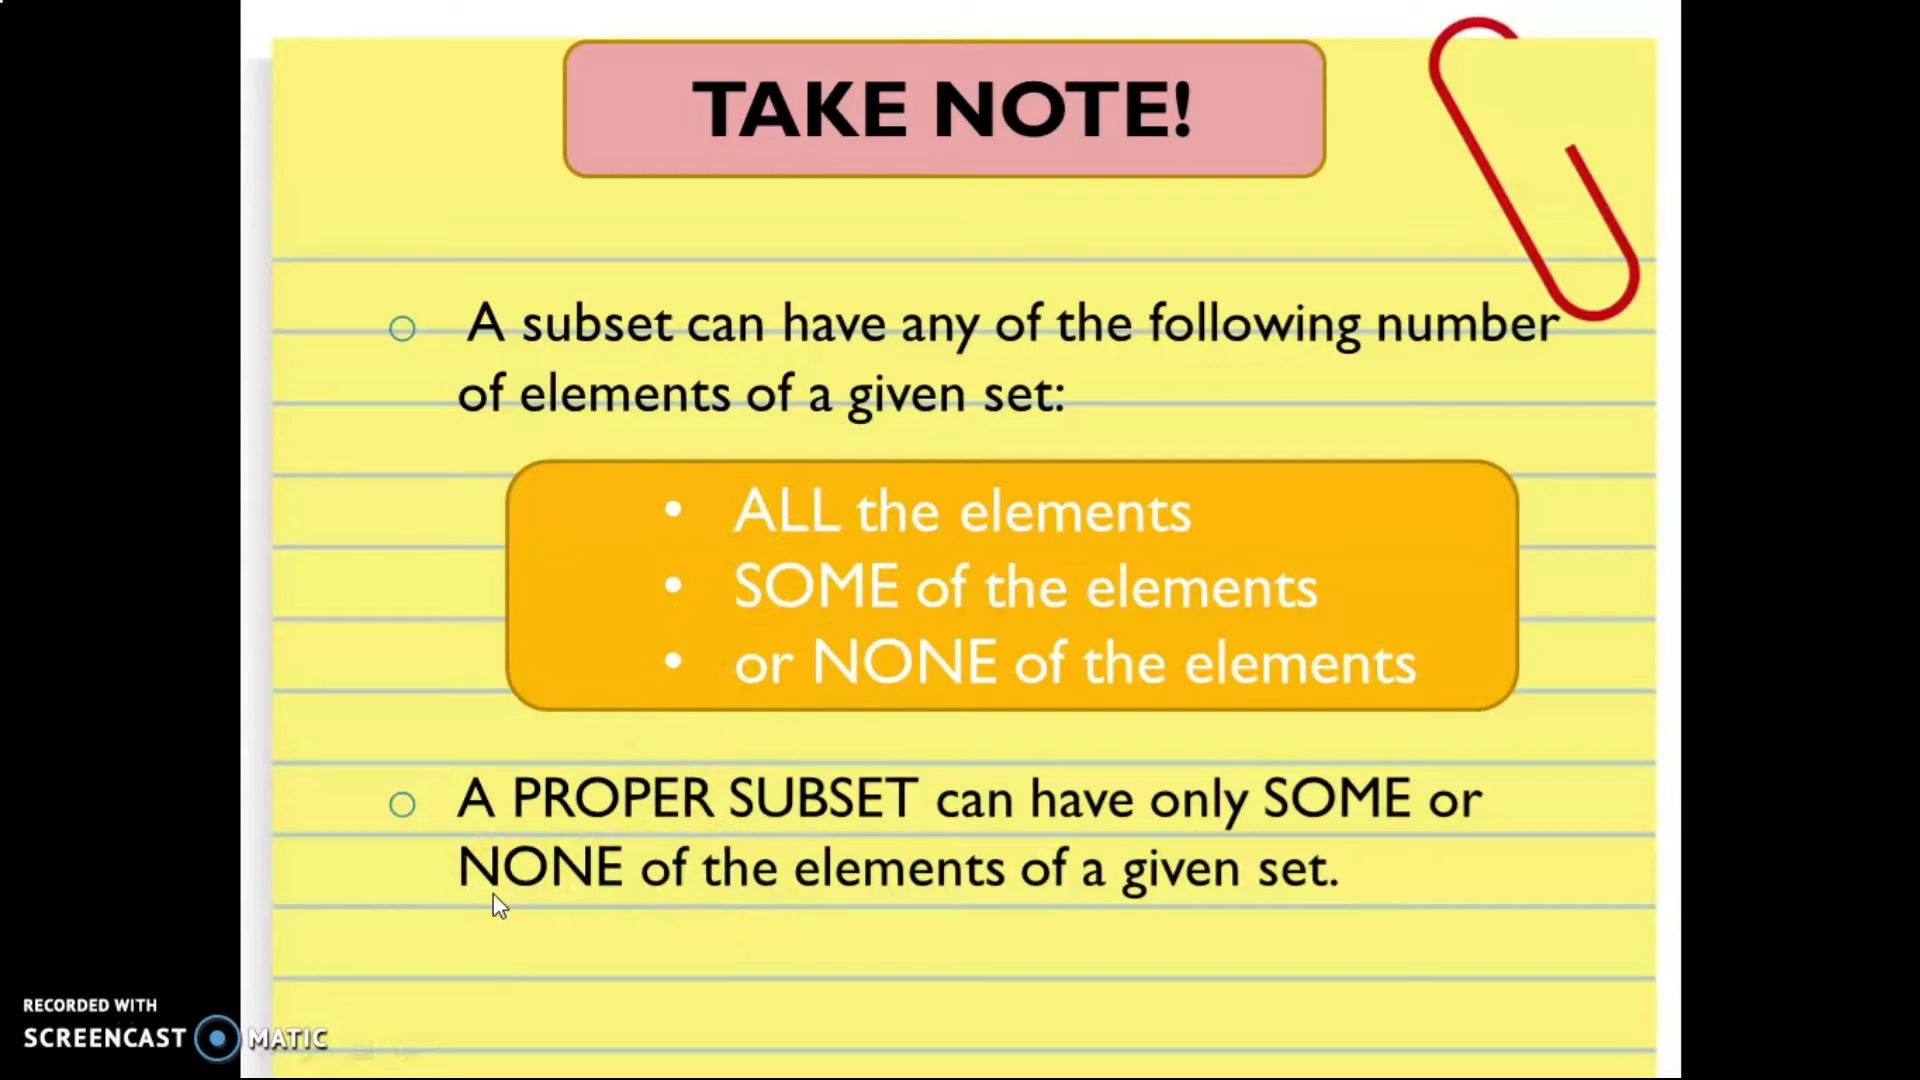 TAKE NOTE!
A subset can have any of the following number
of elements of a given set:
• ALL the elements
• SOME of the elements
• or NONE of the elements
A PROPER SUBSET can have only SOME or
NONE of the elements of a given set.
RECORDED WITH
SCREENCAST MATIC